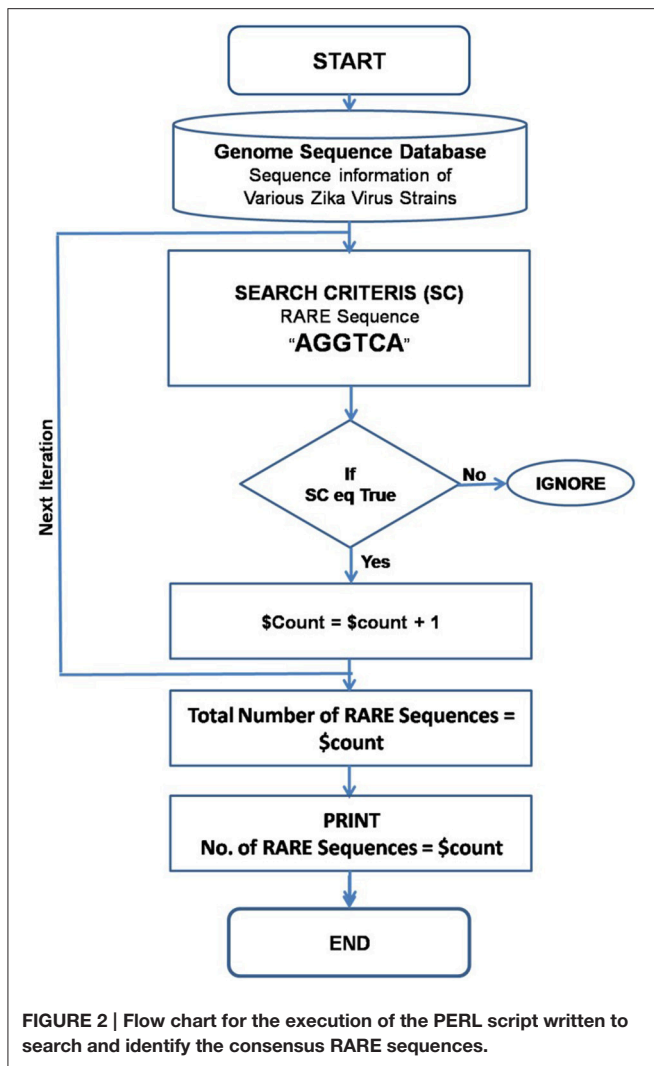 START
Genome Sequence Database
Sequence information of
Various Zika Virus Strains
SEARCH CRITERIS (SC)
RARE Sequence
"AGGTCA"
Next Iteration
If
SC eq True
No
IGNORE
Yes
$Count = $count + 1
Total Number of RARE Sequences =
$count
PRINT
No. of RARE Sequences = $count
END
FIGURE 2 | Flow chart for the execution of the PERL script written to
search and identify the consensus RARE sequences.